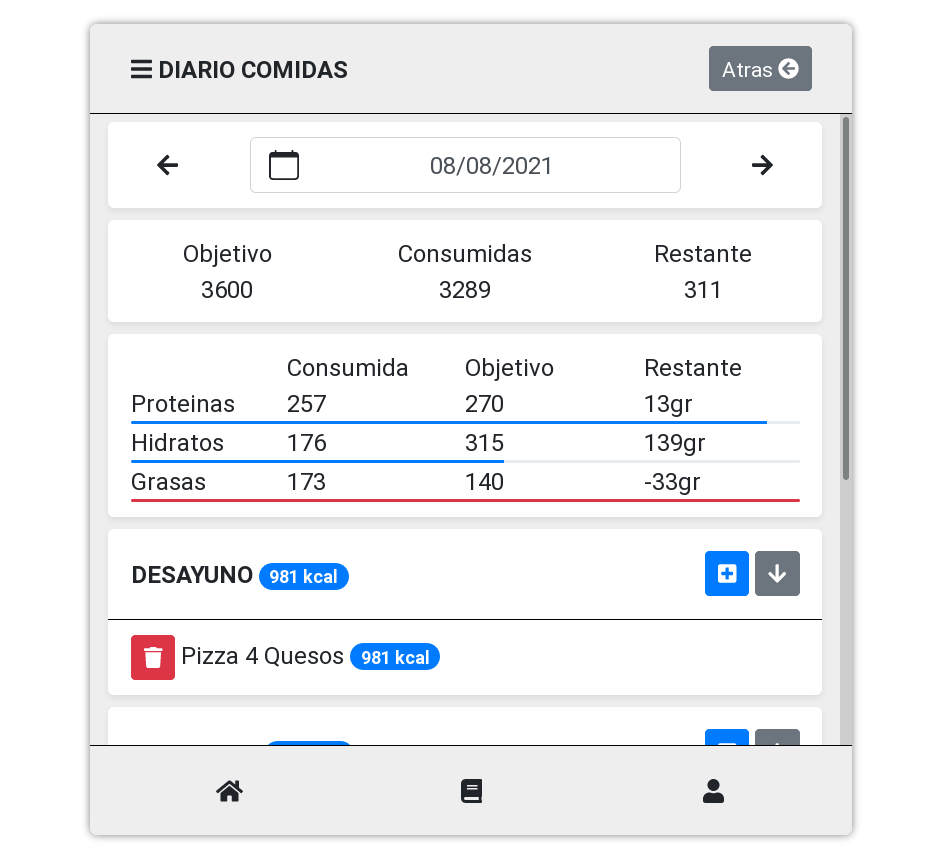 DIARIO COMIDAS
Atras
08/08/2021
Objetivo Consumidas Restante
3600 3289 311
Consumida Objetivo Restante
Proteinas 257 270 13gr
Hidratos 176 315 139gr
Grasas 173 140 -33gr
DESAYUNO 981 kcal
Pizza 4 Quesos 981 kcal